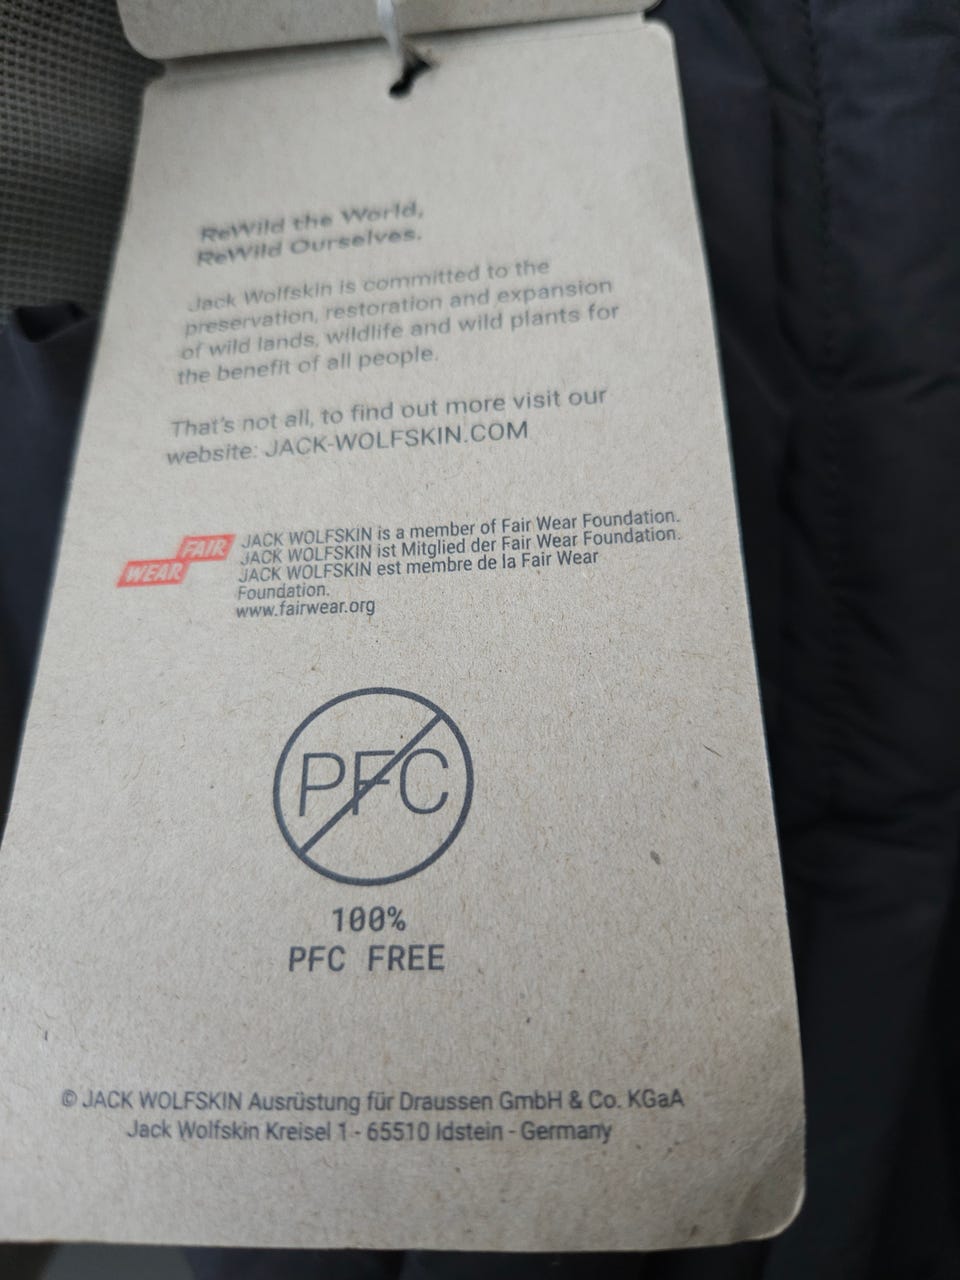 ReWild the World,
ReWild Ourselves.
Jack Wolfskin is committed to the
preservation, restoration and expansion
of wild lands, wildlife and wild plants for
the benefit of all people.
That's not all, to find out more visit our
website: JACK-WOLFSKIN.COM
FAIR
WEAR
JACK WOLFSKIN is a member of Fair Wear Foundation.
JACK WOLFSKIN ist Mitglied der Fair Wear Foundation.
JACK WOLFSKIN est membre de la Fair Wear
Foundation.
www.fairwear.org
PFC
100%
PFC FREE
© JACK WOLFSKIN Ausrüstung für Draussen GmbH & Co. KGaA
Jack Wolfskin Kreisel 1 - 65510 Idstein - Germany